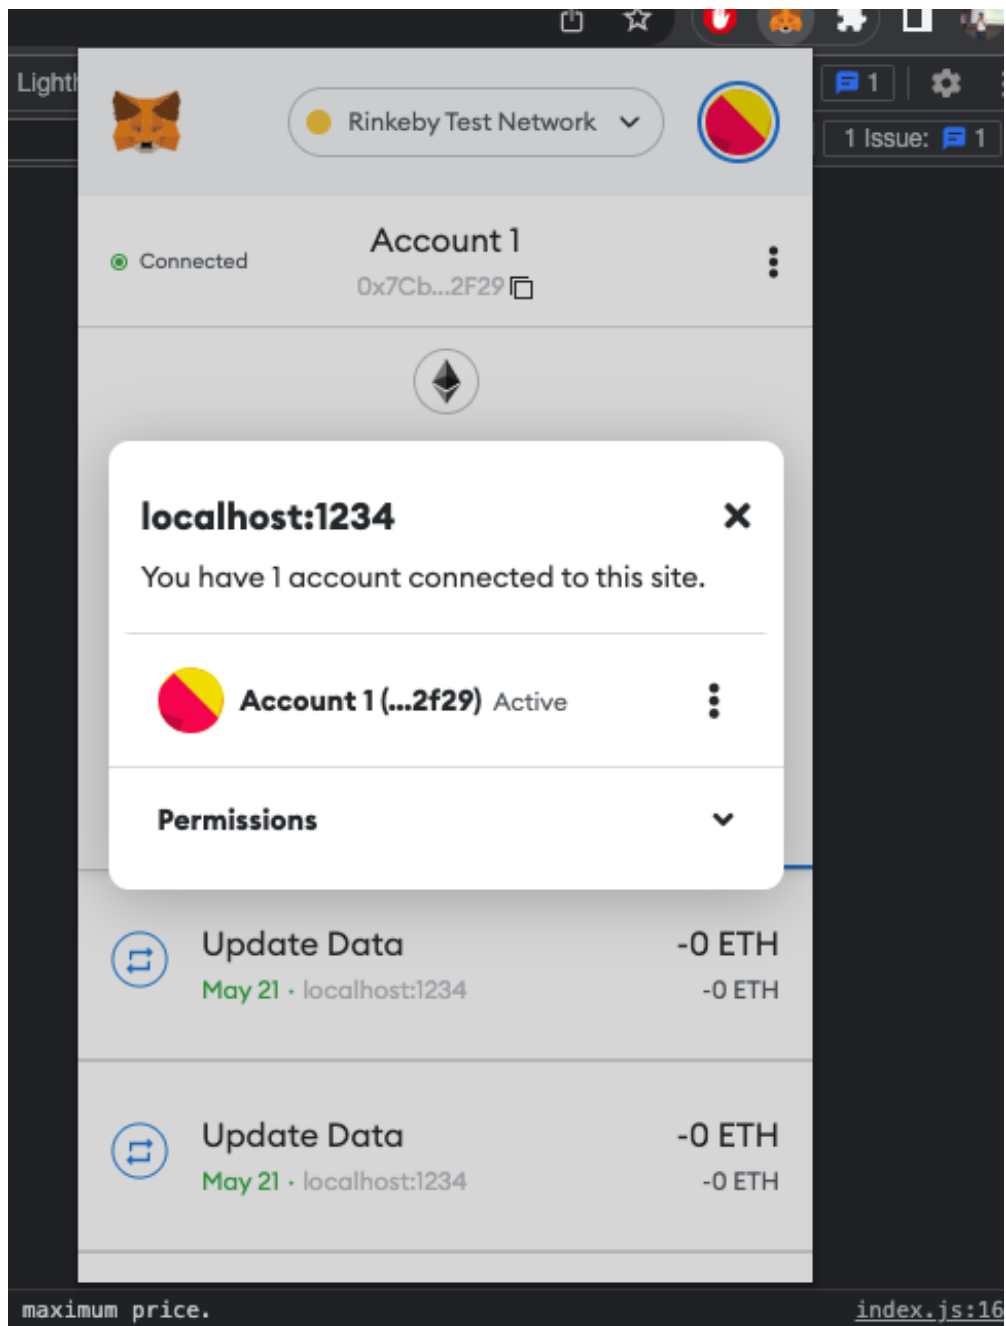 Rinkeby Test Network
1
1 Issue: 1
Account 1
Connected
0x7Cb...2F29
localhost:1234
You have 1 account connected to this site.
Account 1 (...2f29) Active
Permissions
Update Data -0 ETH
May 21 · localhost:1234 -0 ETH
Update Data -0 ETH
May 21 · localhost:1234 -0 ETH
maximum price. index.js:16